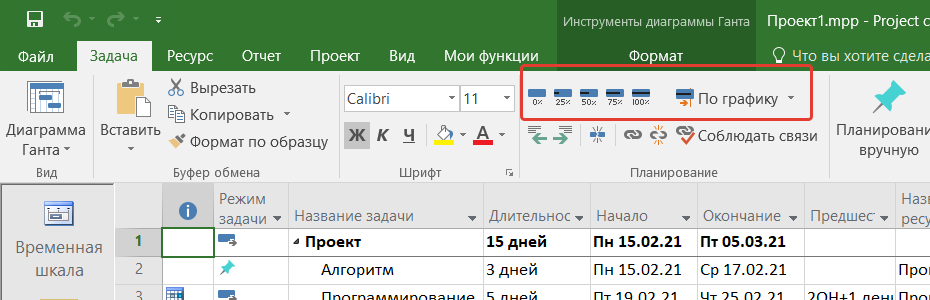 Инструменты диаграммы Ганта
Проект1.mpp - Project
Файл Задача Ресурс Отчет Проект Вид Мои функции Формат Что вы хотите сдела
Диаграмма Ганта
Вид
Вставить
Вырезать
Копировать
Формат по образцу
Буфер обмена
Calibri 11
Ж К Ч А
Шрифт
0% 25% 50% 75% 100% По графику
Соблюдать связи
Планирование
Планировани
вручную
Временная
шкала
Режим задачи Название задачи Длительнос Начало Окончание Предшест Наз ресу
1 Проект 15 дней Пн 15.02.21 Пт 05.03.21
2 Алгоритм 3 дней Пн 15.02.21 Ср 17.02.21 Про
Программирование 5 дней Пт 19.02.21 Чт 25.02.21 2ОН+1 ден Про